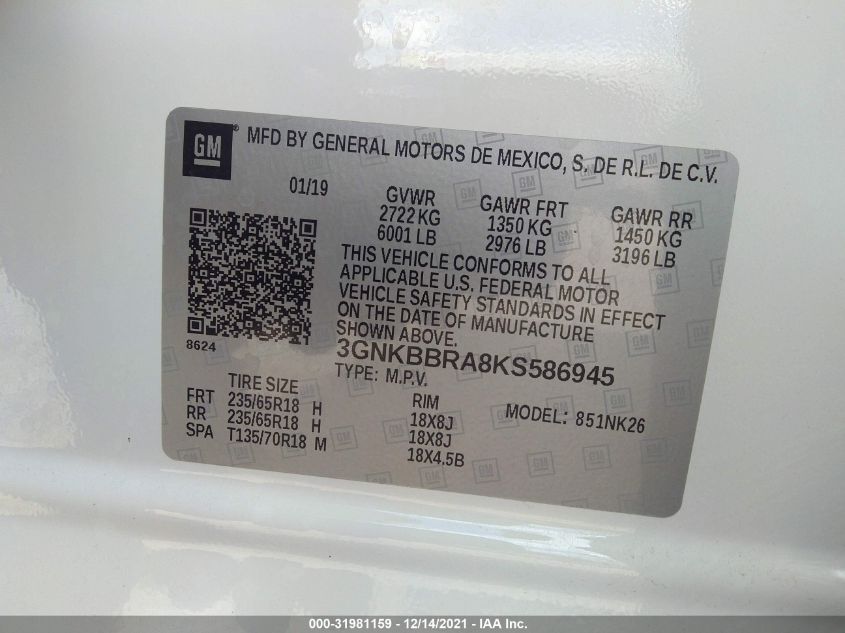 GM® MFD BY GENERAL MOTORS DE MEXICO, S. DE R.L. DE C.V.
01/19
GVWR GAWR FRT GAWR RR
2722 KG 1350 KG 1450 KG
6001 LB 2976 LB 3196 LB
THIS VEHICLE CONFORMS TO ALL
APPLICABLE U.S. FEDERAL MOTOR
VEHICLE SAFETY STANDARDS IN EFFECT
ON THE DATE OF MANUFACTURE
SHOWN ABOVE.
8624
3GNKBBRA8KS586945
TYPE: M.P.V.
MODEL: 851NK26
TIRE SIZE RIM
FRT 235/65R18 H 18X8J
RR 235/65R18 H 18X8J
SPA T135/70R18 M 18X4.5B
000-31981159 - 12/14/2021 - IAA Inc.